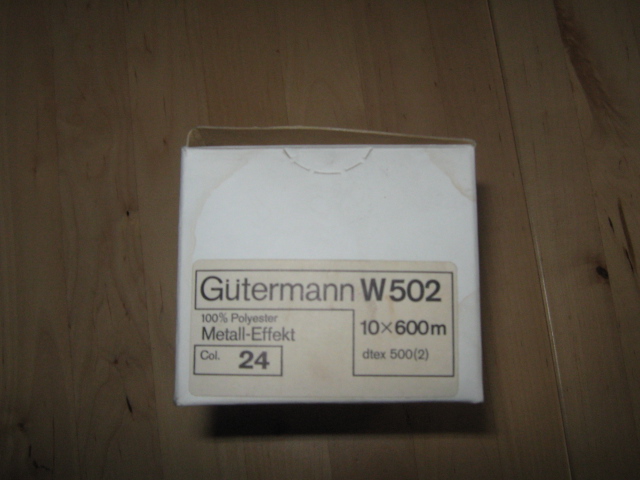 Gütermann W502
100% Polyester
Metall-Effekt
10×600m
Col. 24
dtex 500(2)